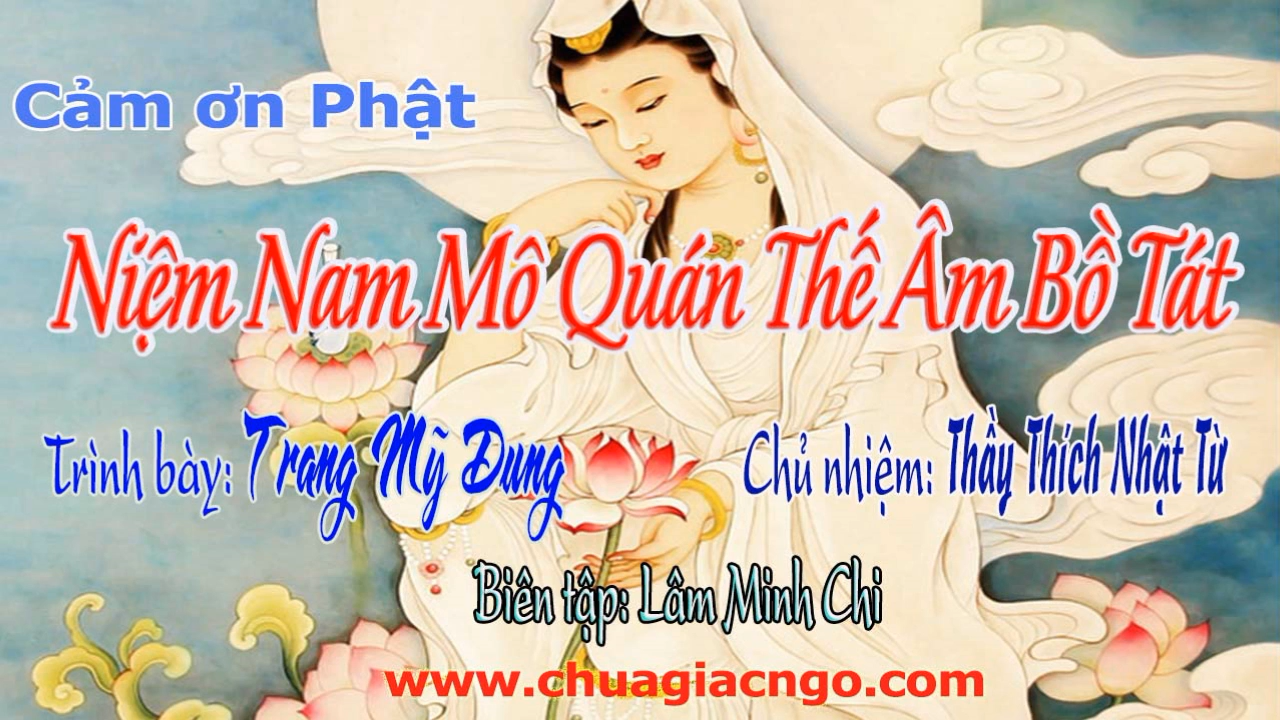 Cảm ơn Phật
Niệm Nam Mô Quán Thế Âm Bồ Tát
Trình bày: Trang Mỹ Dung
Chủ nhiệm: Thầy Thích Nhật Từ
Biên tập: Lâm Minh Chi
www.chuagiacngo.com